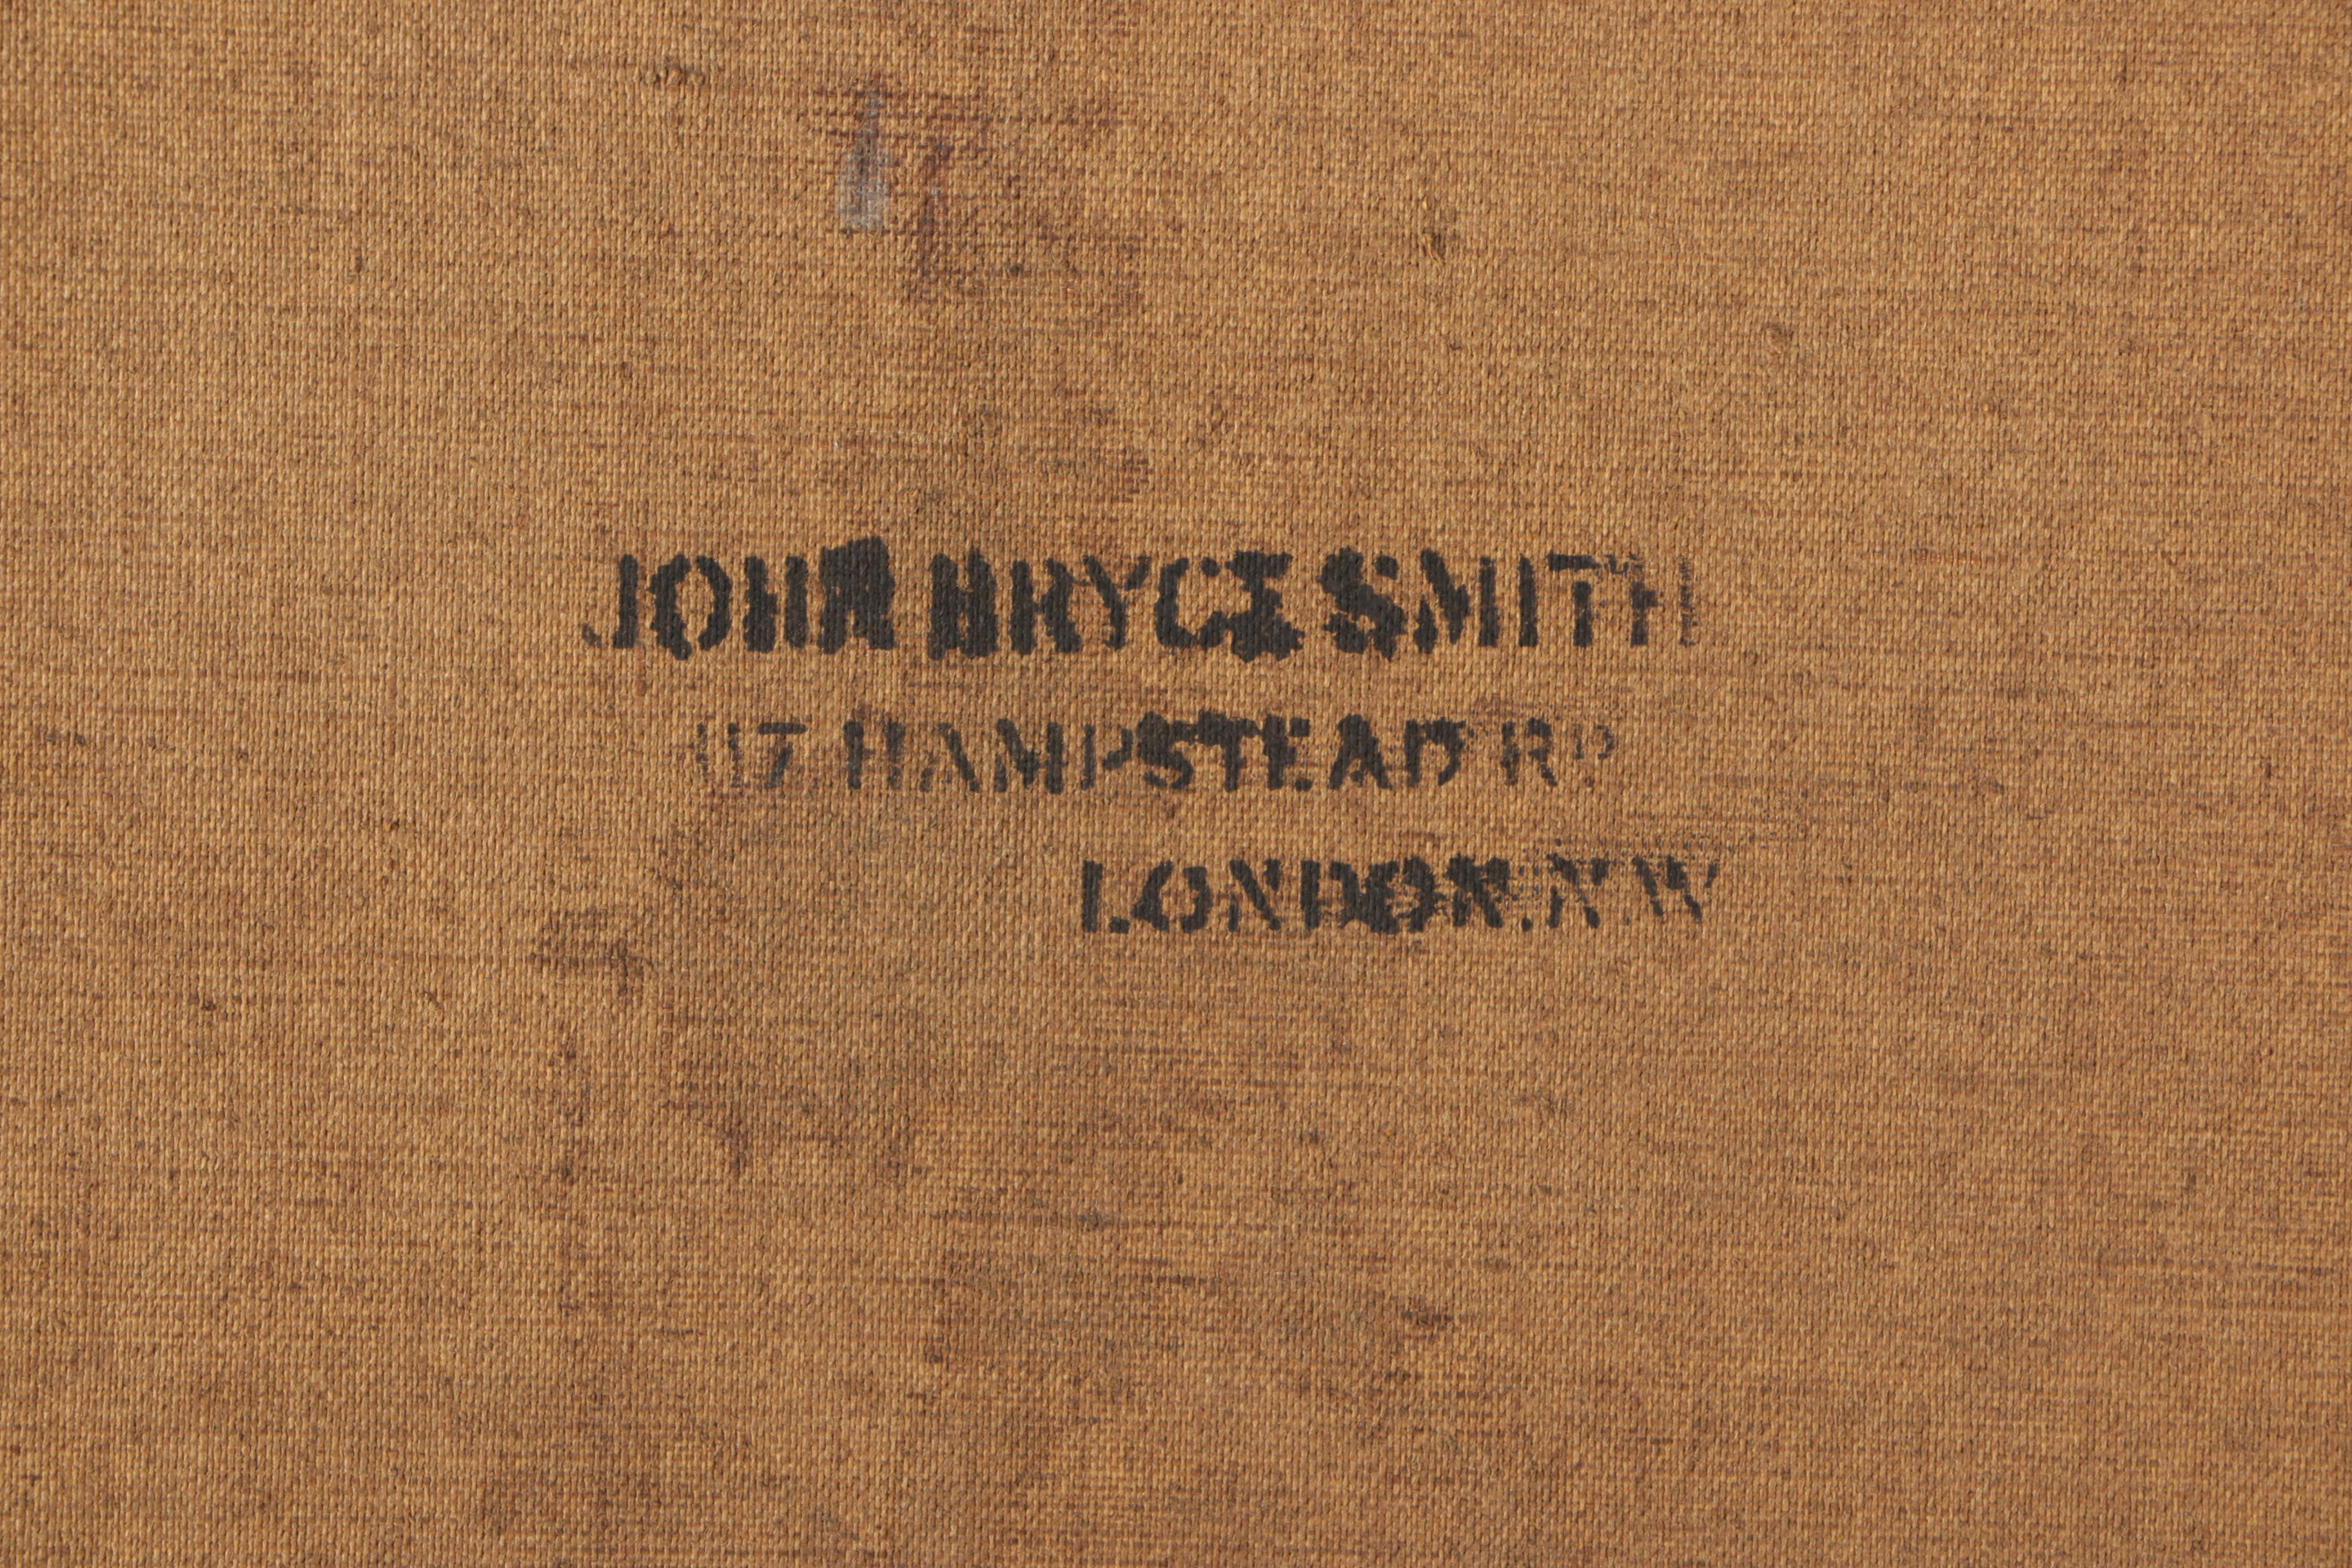 JOHN BRYCE SMITH
117, HAMPSTEAD RD
LONDON.N.W